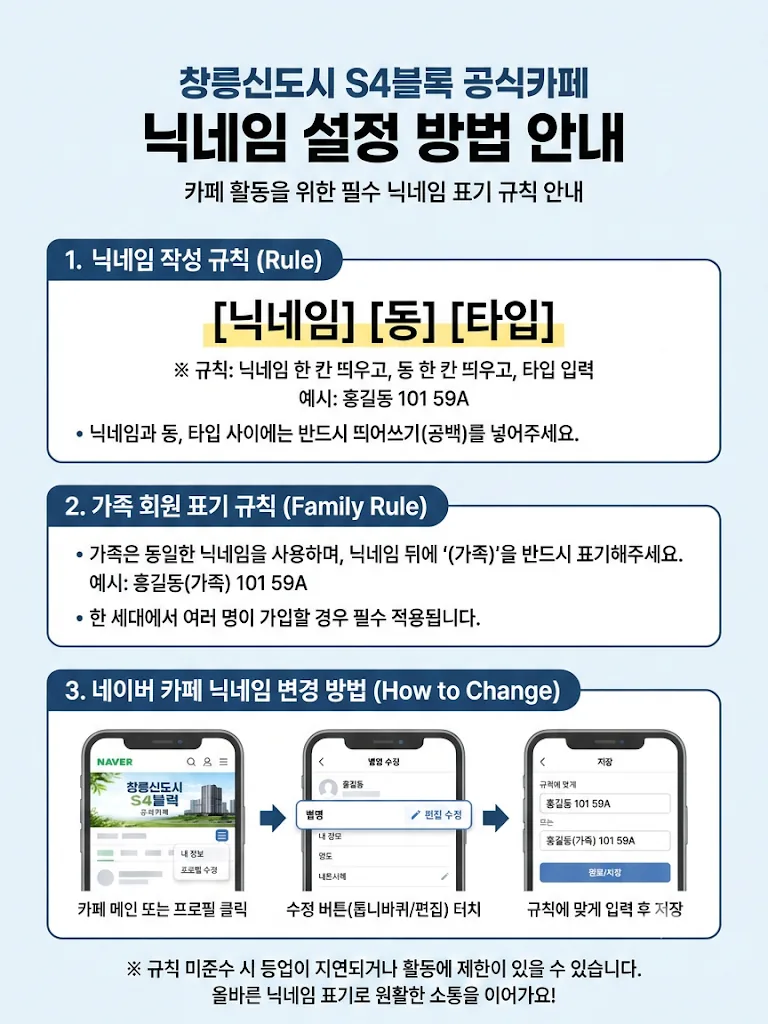 창릉신도시 S4블록 공식카페
닉네임 설정 방법 안내
카페 활동을 위한 필수 닉네임 표기 규칙 안내
1. 닉네임 작성 규칙 (Rule)
[닉네임] [동] [타입]
※ 규칙: 닉네임 한 칸 띄우고, 동 한 칸 띄우고, 타입 입력
예시: 홍길동 101 59A
• 닉네임과 동, 타입 사이에는 반드시 띄어쓰기(공백)를 넣어주세요.
2. 가족 회원 표기 규칙 (Family Rule)
• 가족은 동일한 닉네임을 사용하며, 닉네임 뒤에 ‘(가족)’을 반드시 표기해주세요.
예시: 홍길동(가족) 101 59A
• 한 세대에서 여러 명이 가입할 경우 필수 적용됩니다.
3. 네이버 카페 닉네임 변경 방법 (How to Change)
NAVER
창릉신도시
S4블럭
내 정보
프로필 수정
카페 메인 또는 프로필 클릭
별명 수정
홍길동
편집 수정
수정 버튼(톱니바퀴/편집) 터치
저장
규칙에 맞게
홍길동 101 59A
또는
홍길동(가족) 101 59A
규칙에 맞게 입력 후 저장
※ 규칙 미준수 시 등업이 지연되거나 활동에 제한이 있을 수 있습니다.
올바른 닉네임 표기로 원활한 소통을 이어가요!